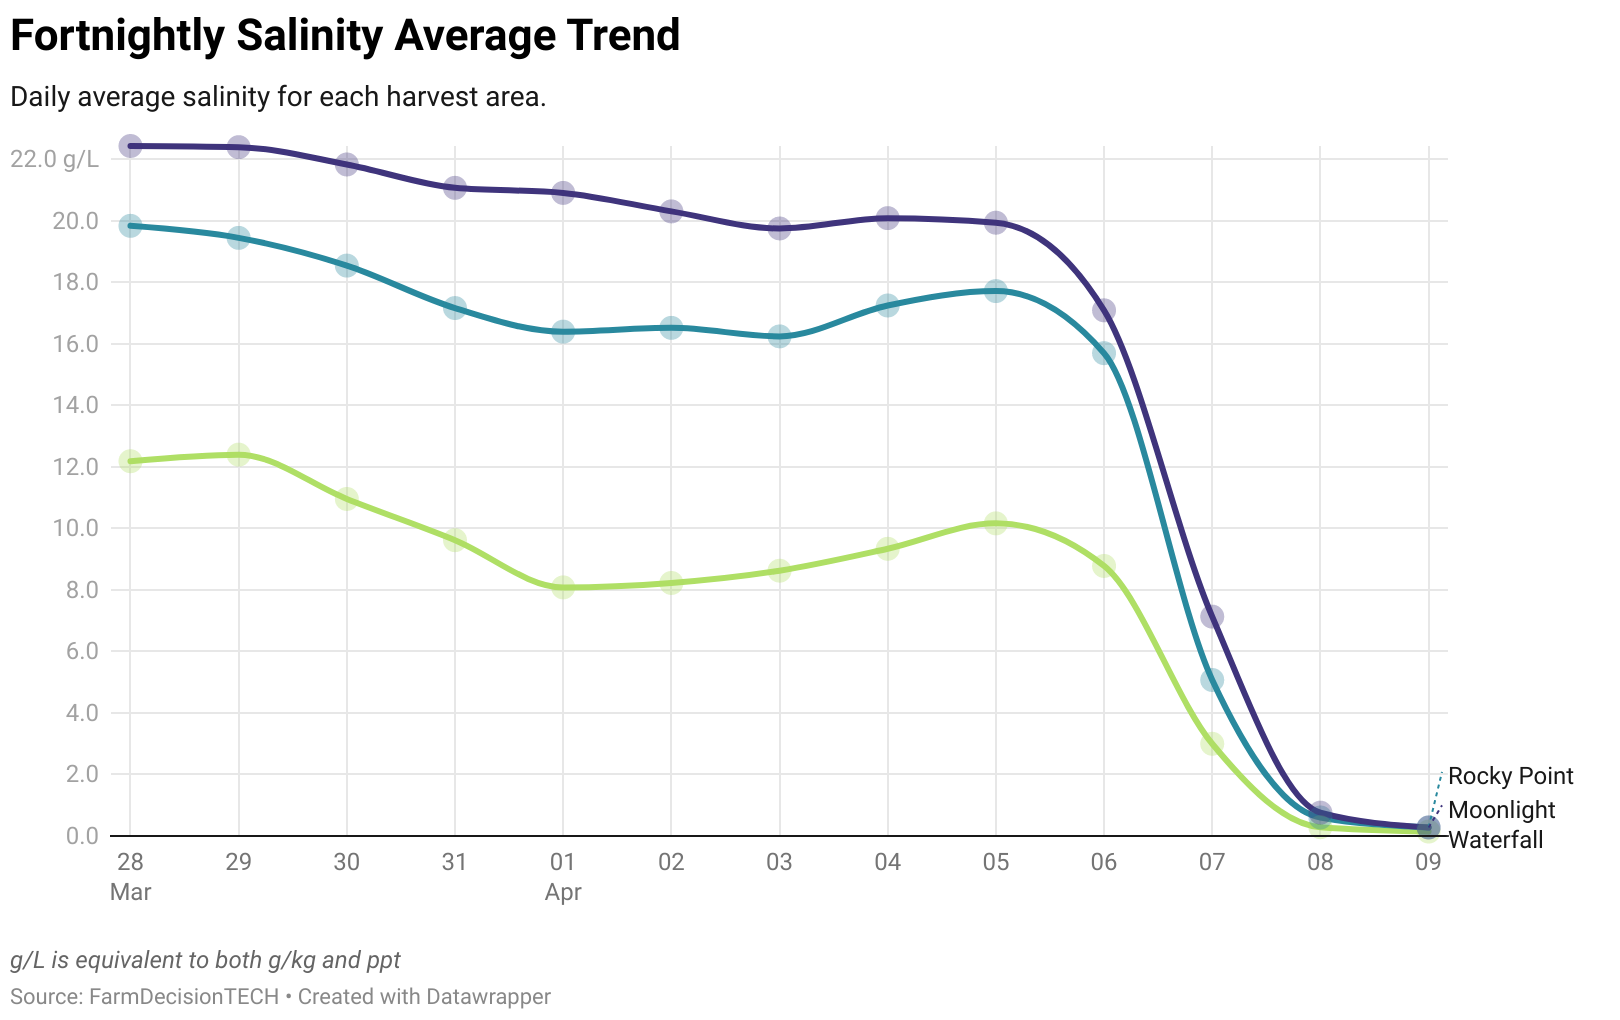 Fortnightly Salinity Average Trend
Daily average salinity for each harvest area.
22.0 g/L
20.0
18.0
16.0
14.0
12.0
10.0
8.0
6.0
4.0
2.0
0.0
Rocky Point
Moonlight
Waterfall
28 29 30 31 01 02 03 04 05 06 07 08 09
Mar Apr
g/L is equivalent to both g/kg and ppt
Source: FarmDecisionTECH • Created with Datawrapper